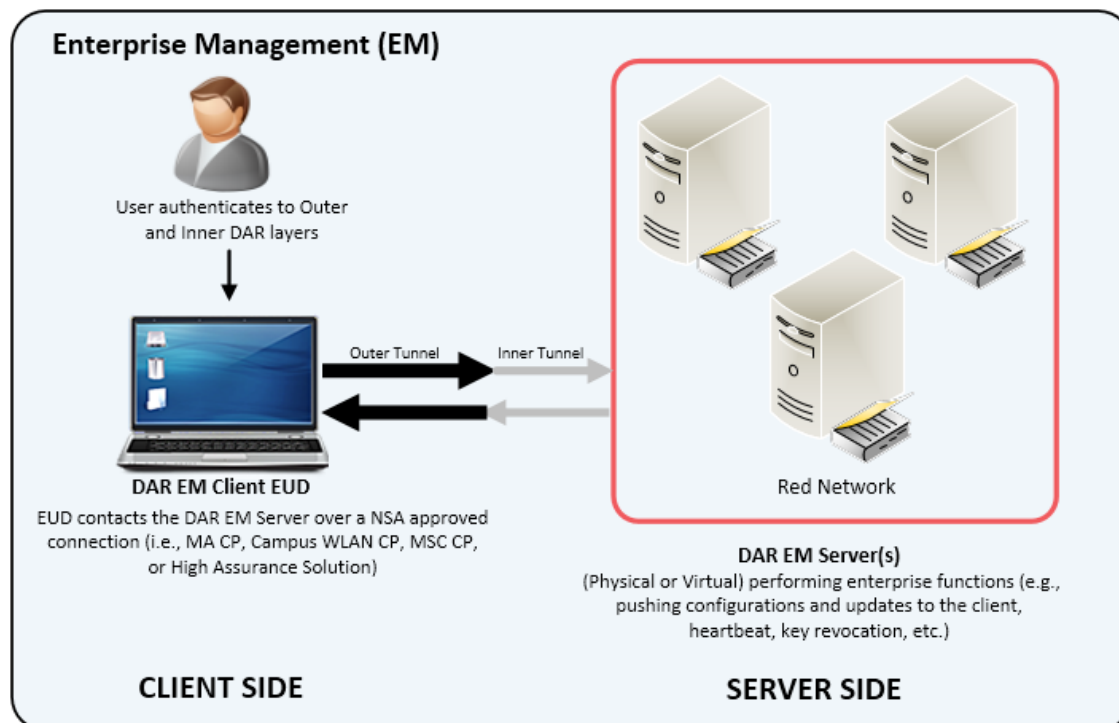 Enterprise Management (EM)
User authenticates to Outer
and Inner DAR layers
Outer Tunnel
Inner Tunnel
DAR EM Client EUD
EUD contacts the DAR EM Server over a NSA approved
connection (i.e., MA CP, Campus WLAN CP, MSC CP,
or High Assurance Solution)
CLIENT SIDE
Red Network
DAR EM Server(s)
(Physical or Virtual) performing enterprise functions (e.g.,
pushing configurations and updates to the client,
heartbeat, key revocation, etc.)
SERVER SIDE